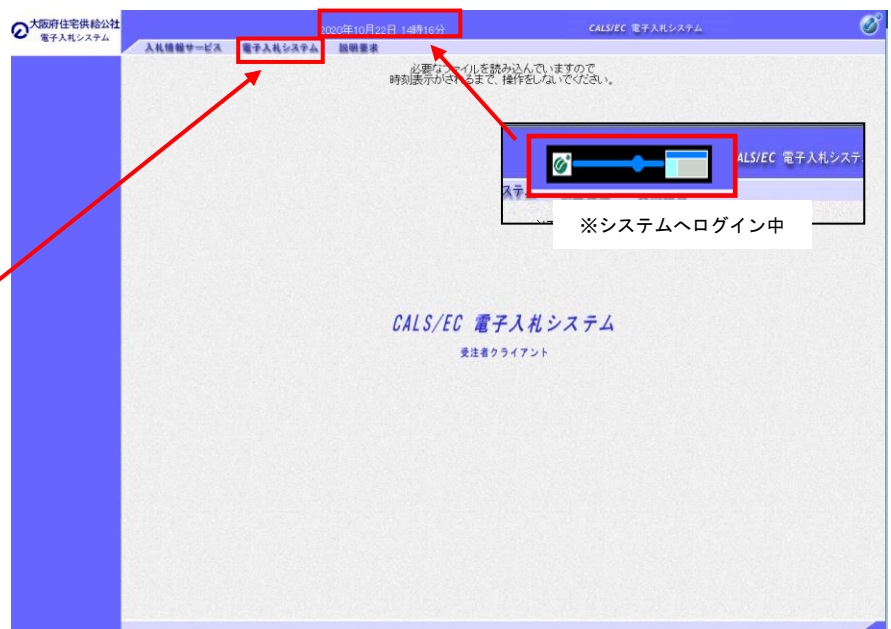 大阪府住宅供給公社
電子入札システム
2020年10月22日 14時16分
CALS/EC 電子入札システム
入札情報サービス 電子入札システム 説明要求
必要なファイルを読み込んでいますので
時刻表示がされるまで、操作をしないでください。
CALS/EC 電子入札システム
※システムへログイン中
CALS/EC 電子入札システム
受注者クライアント